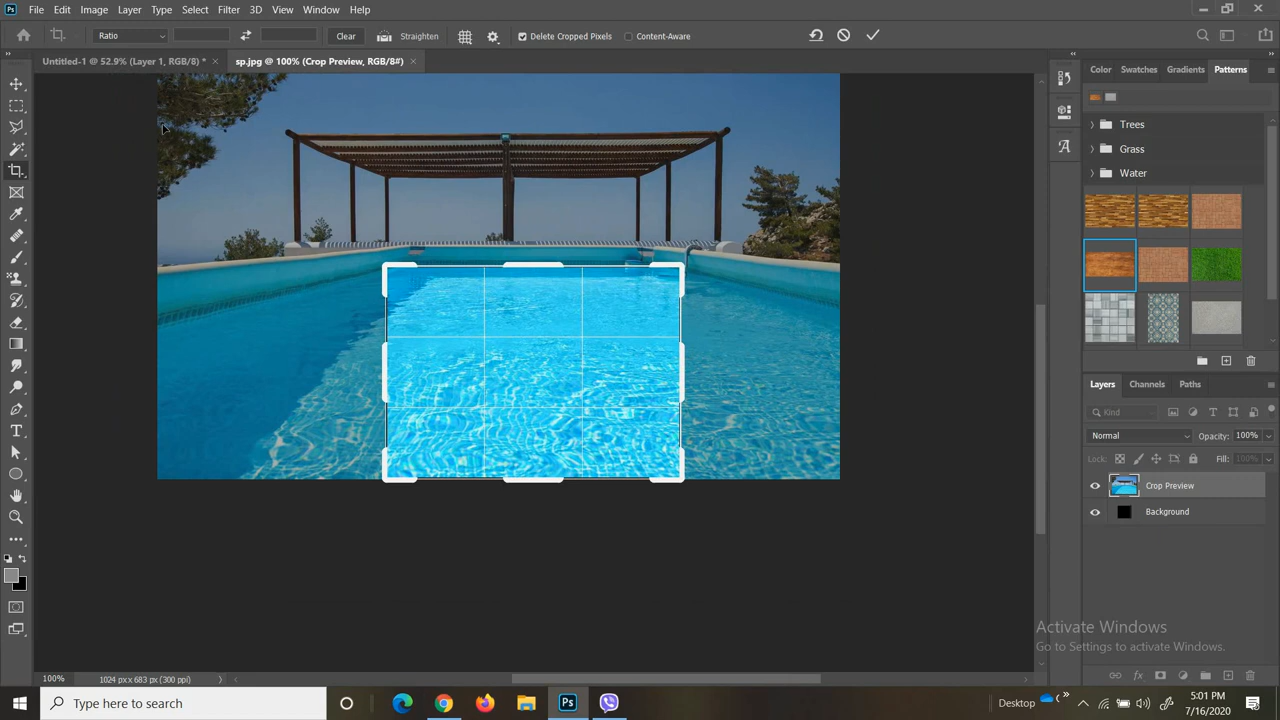 Ps File Edit Image Layer Type Select Filter 3D View Window Help
Ratio Clear Straighten Delete Cropped Pixels Content-Aware
Untitled-1 @ 52.9% (Layer 1, RGB/8) * × sp.jpg @ 100% (Crop Preview, RGB/8#) ×
Color Swatches Gradients Patterns
Trees
Grass
Water
Layers Channels Paths
Kind
Normal Opacity: 100%
Lock: Fill: 100%
Crop Preview
Background
Activate Windows
Go to Settings to activate Windows.
100% 1024 px x 683 px (300 ppi)
Type here to search
Ps
Desktop
5:01 PM
7/16/2020